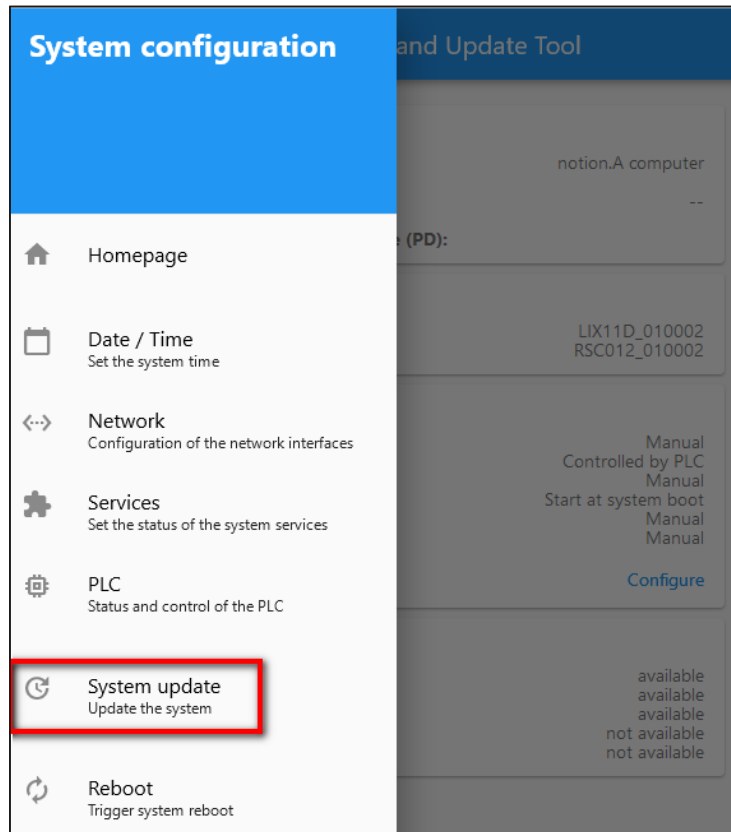 System configuration
and Update Tool
notion.A computer
--
e (PD):
LIX11D_010002
RSC012_010002
Manual
Controlled by PLC
Manual
Start at system boot
Manual
Manual
Configure
available
available
available
not available
not available
Homepage
Date / Time
Set the system time
Network
Configuration of the network interfaces
Services
Set the status of the system services
PLC
Status and control of the PLC
System update
Update the system
Reboot
Trigger system reboot